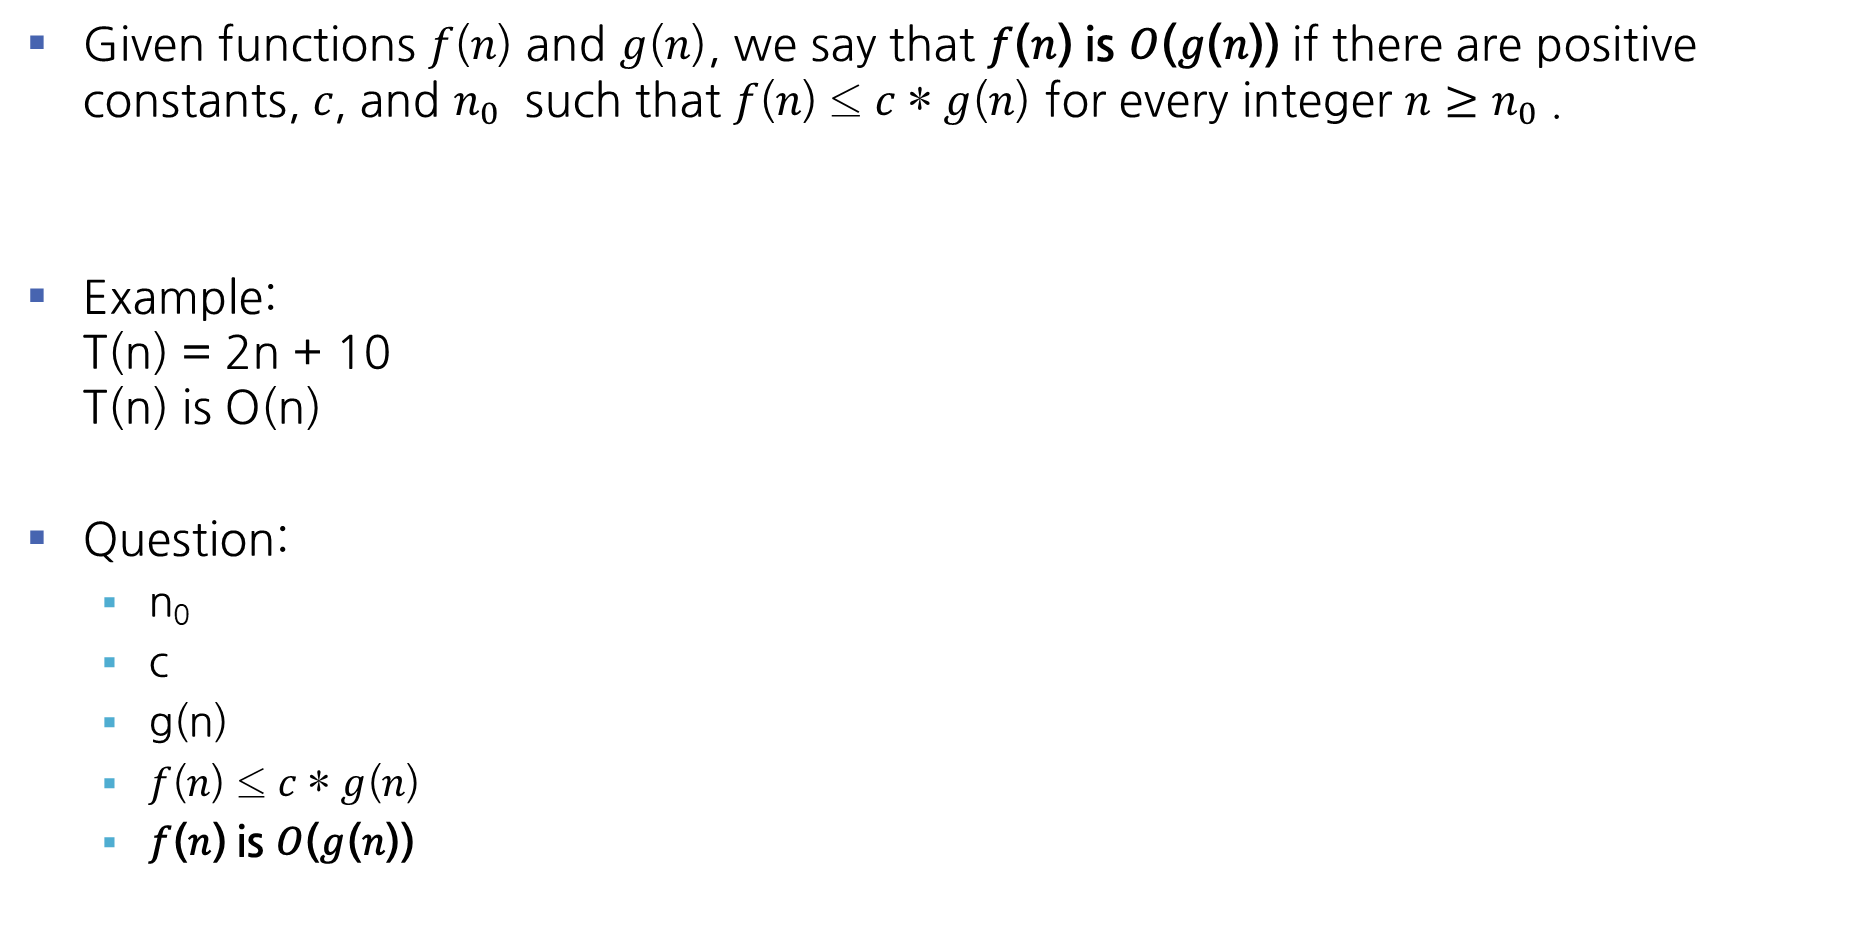 ▪ Given functions f(n) and g(n), we say that f(n) is O(g(n)) if there are positive
constants, c, and n₀ such that f(n) ≤ c * g(n) for every integer n ≥ n₀ .
▪ Example:
T(n) = 2n + 10
T(n) is O(n)
▪ Question:
▪ n₀
▪ c
▪ g(n)
▪ f(n) ≤ c * g(n)
▪ f(n) is O(g(n))